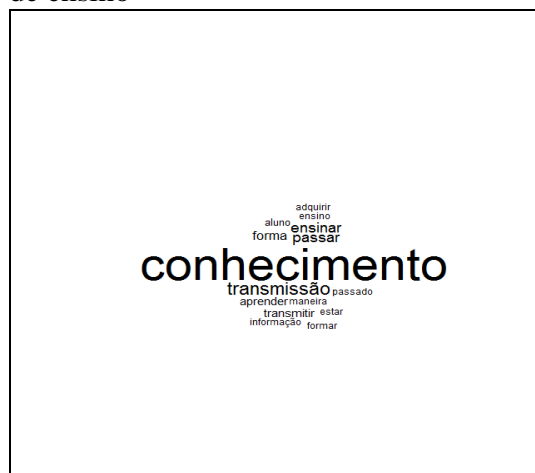 de ensino
adquirir
ensino
aluno ensinar
forma passar
conhecimento
transmissão passado
aprender maneira
transmitir estar
informação formar